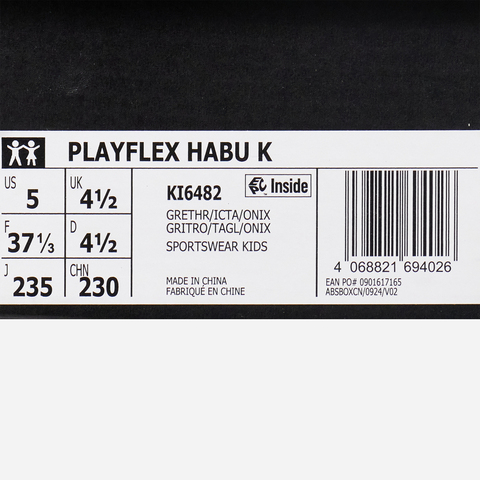 PLAYFLEX HABU K
US 5
UK 4½
F 37⅓
D 4½
J 235
CHN 230
KI6482
Inside
GRETHR/ICTA/ONIX
GRITRO/TAGL/ONIX
SPORTSWEAR KIDS
MADE IN CHINA
FABRIQUÉ EN CHINE
4 068821 694026
EAN PO# 0901617165
ABSBOXCN/0924/V02